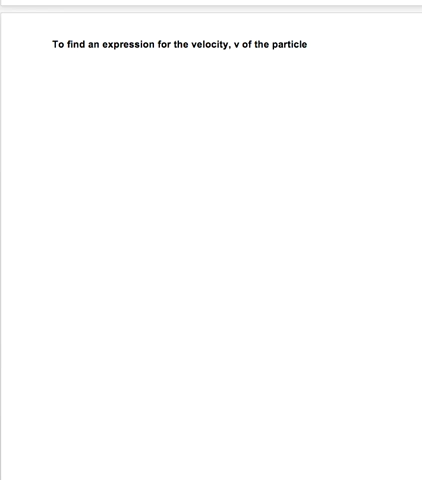 To find an expression for the velocity, v of the particle